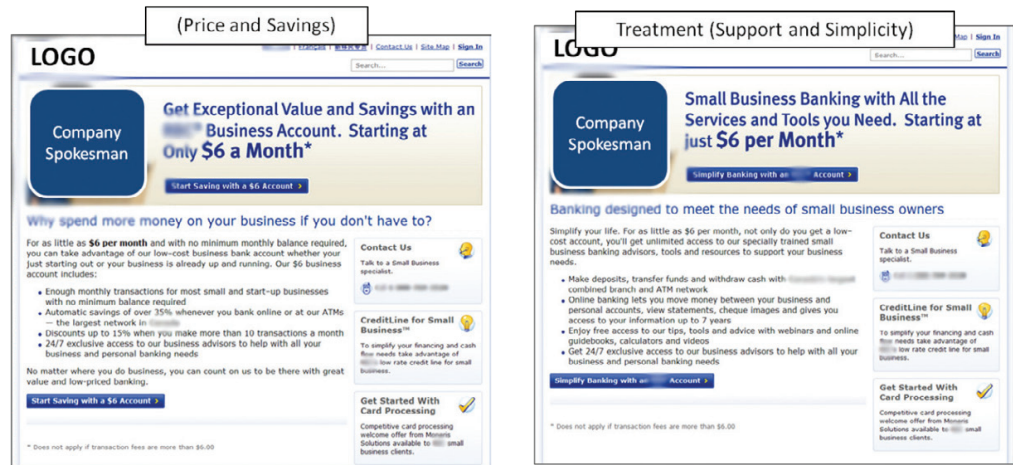 (Price and Savings)
LOGO
Français | | Contact Us | Site Map | Sign In
Search... Search
Company
Spokesman
Get Exceptional Value and Savings with an
Business Account. Starting at
Only $6 a Month*
Start Saving with a $6 Account >
Why spend more money on your business if you don't have to?
For as little as $6 per month and with no minimum monthly balance required,
you can take advantage of our low-cost business bank account whether your
just starting out or your business is already up and running. Our $6 business
account includes:
• Enough monthly transactions for most small and start-up businesses
with no minimum balance required
• Automatic savings of over 35% whenever you bank online or at our ATMs
— the largest network in
• Discounts up to 15% when you make more than 10 transactions a month
• 24/7 exclusive access to our business advisors to help with all your
business and personal banking needs
No matter where you do business, you can count on us to be there with great
value and low-priced banking.
Start Saving with a $6 Account >
* Does not apply if transaction fees are more than $6.00
Contact Us
Talk to a Small Business
specialist.
CreditLine for Small
Business™
To simplify your financing and cash
flow needs take advantage of
low rate credit line for small
business.
Get Started With
Card Processing
Competitive card processing
welcome offer from Moneris
Solutions available to small
business clients.
Treatment (Support and Simplicity)
LOGO
Map | Sign In
Search... Search
Company
Spokesman
Small Business Banking with All the
Services and Tools you Need. Starting at
just $6 per Month*
Simplify Banking with an Account >
Banking designed to meet the needs of small business owners
Simplify your life. For as little as $6 per month, not only do you get a low-
cost account, you'll get unlimited access to our specially trained small
business banking advisors, tools and resources to support your business
needs.
• Make deposits, transfer funds and withdraw cash with
combined branch and ATM network
• Online banking lets you move money between your business and
personal accounts, view statements, cheque images and gives you
access to your information up to 7 years
• Enjoy free access to our tips, tools and advice with webinars and online
guidebooks, calculators and videos
• Get 24/7 exclusive access to our business advisors to help with all your
business and personal banking needs
Simplify Banking with an Account >
* Does not apply if transaction fees are more than $6.00
Contact Us
Talk to a Small Business
specialist.
CreditLine for Small
Business™
To simplify your financing and cash
flow needs take advantage of
low rate credit line for small
business.
Get Started With
Card Processing
Competitive card processing
welcome offer from Moneris
Solutions available to small
business clients.